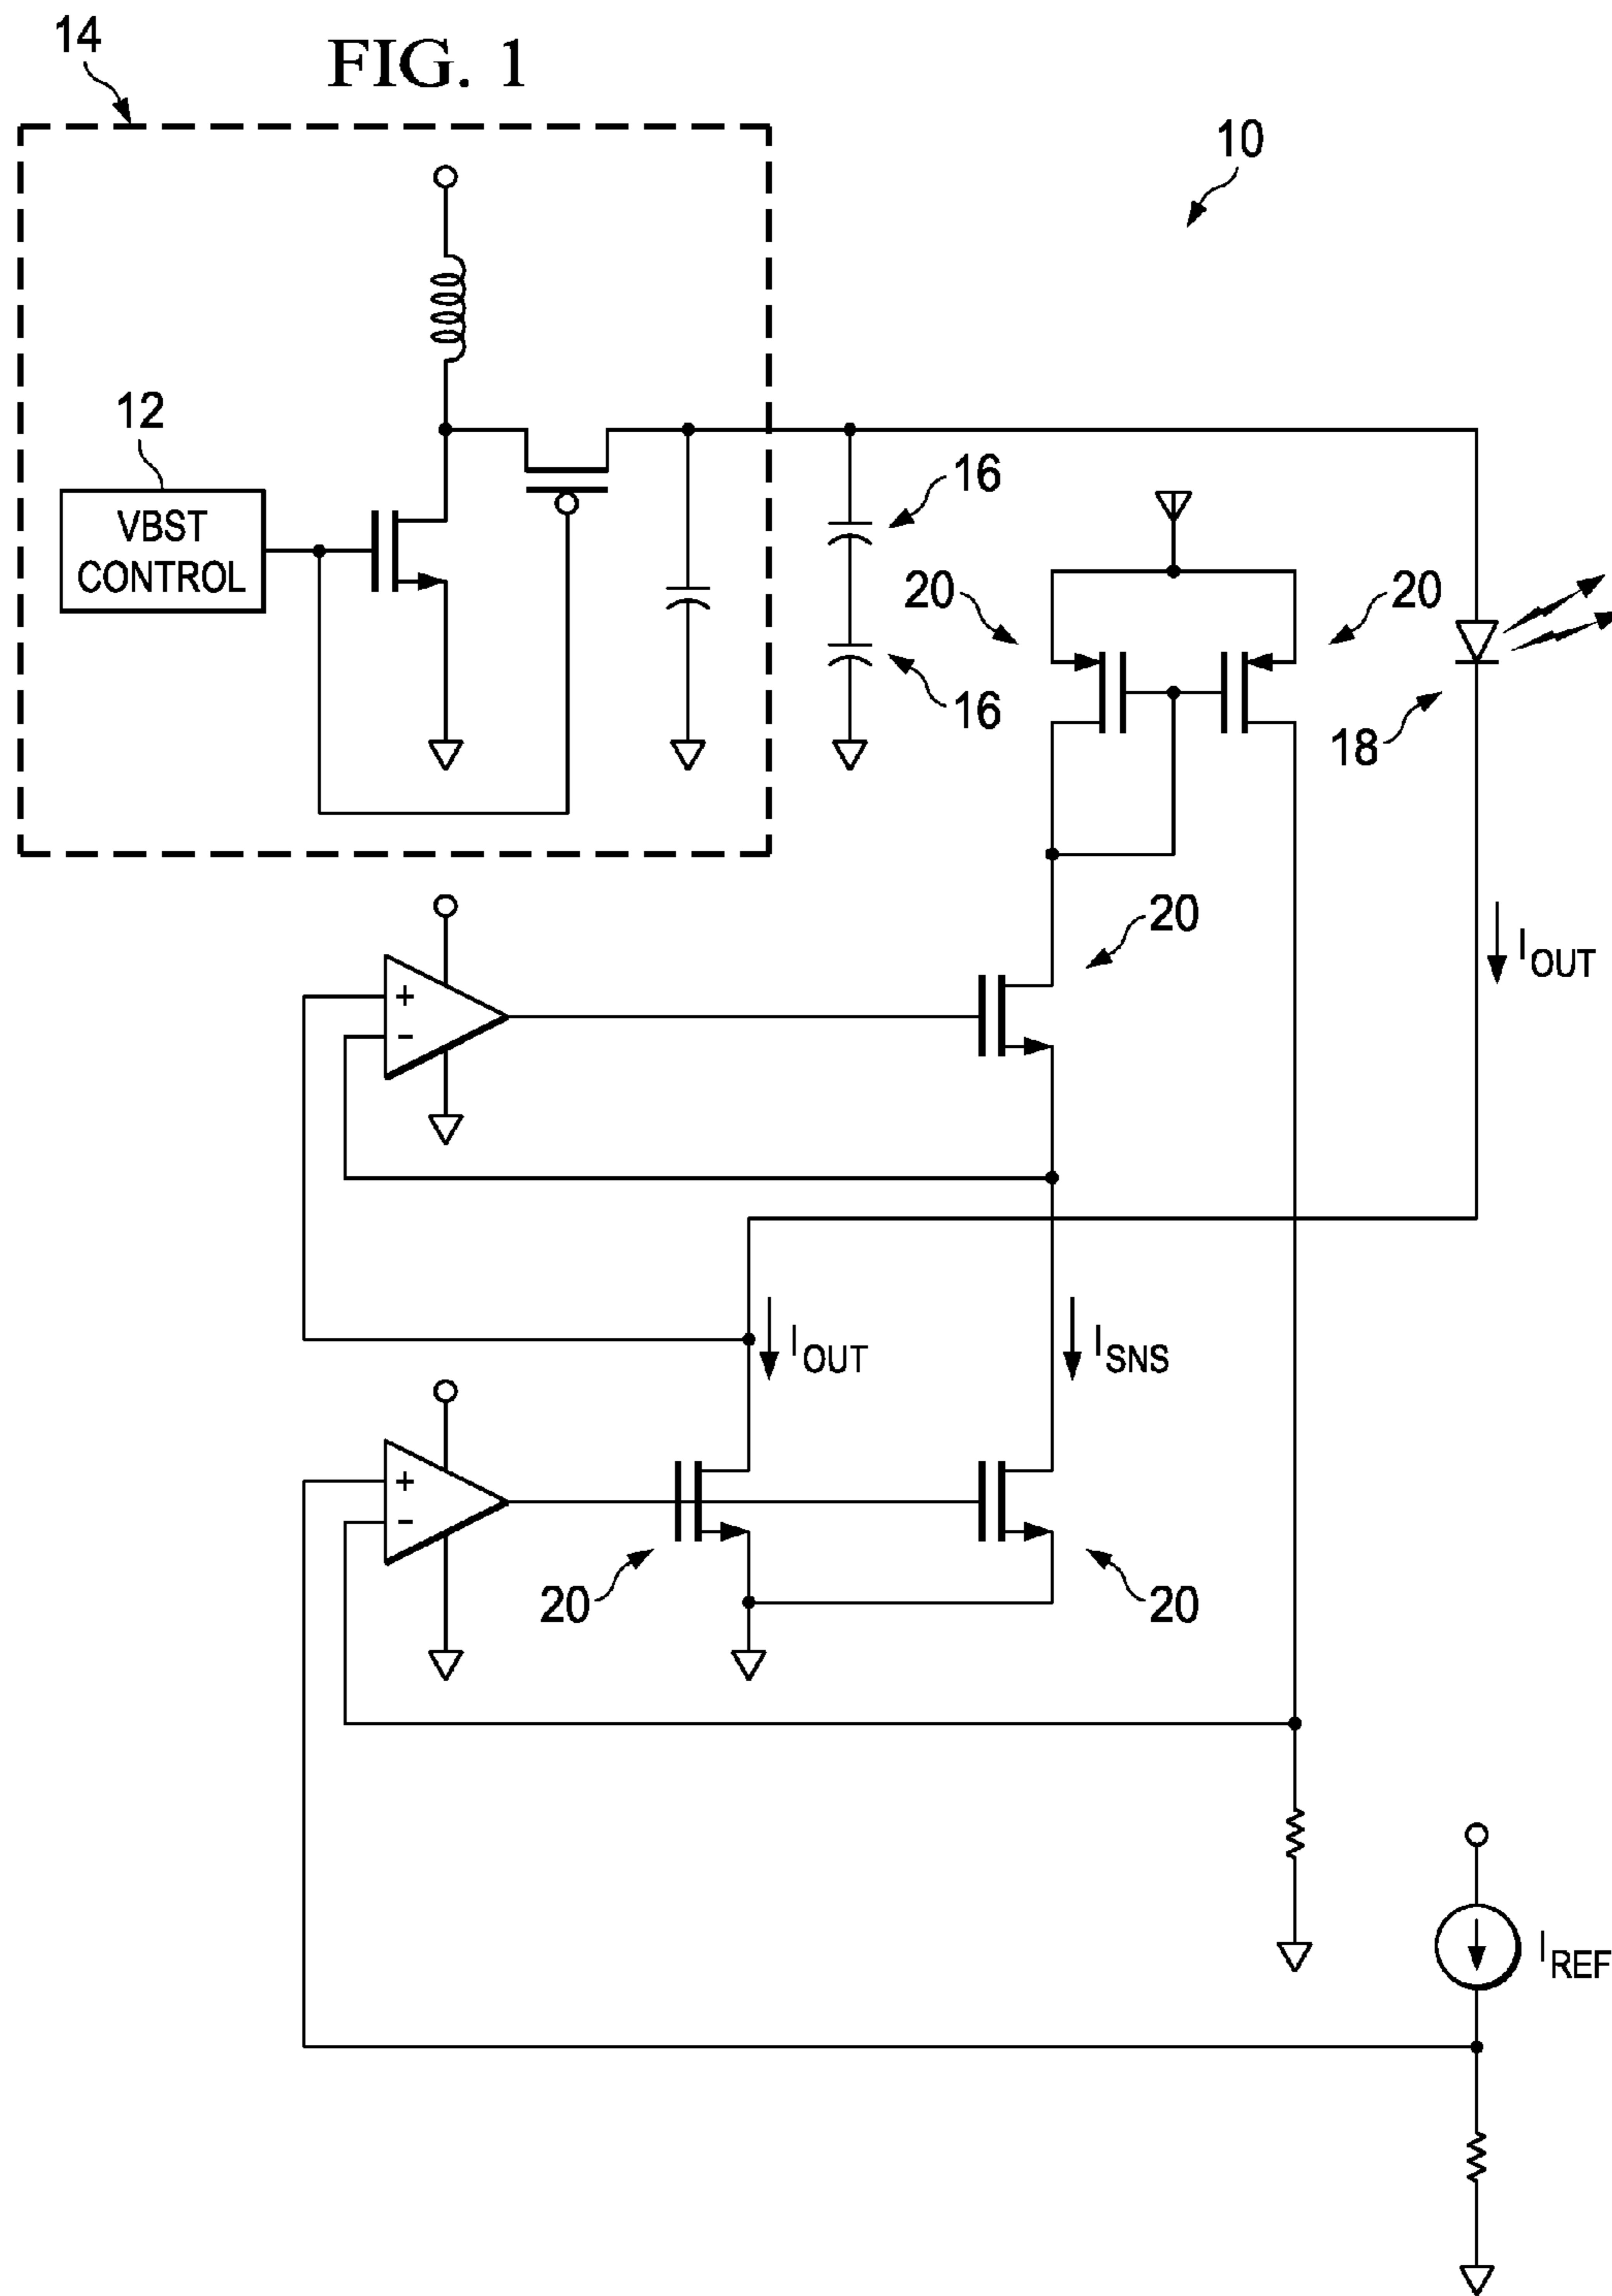 14
FIG. 1
10
12
VBST
CONTROL
16
20
20
16
18
20
I_OUT
+
-
I_OUT
I_SNS
+
-
20
20
I_REF